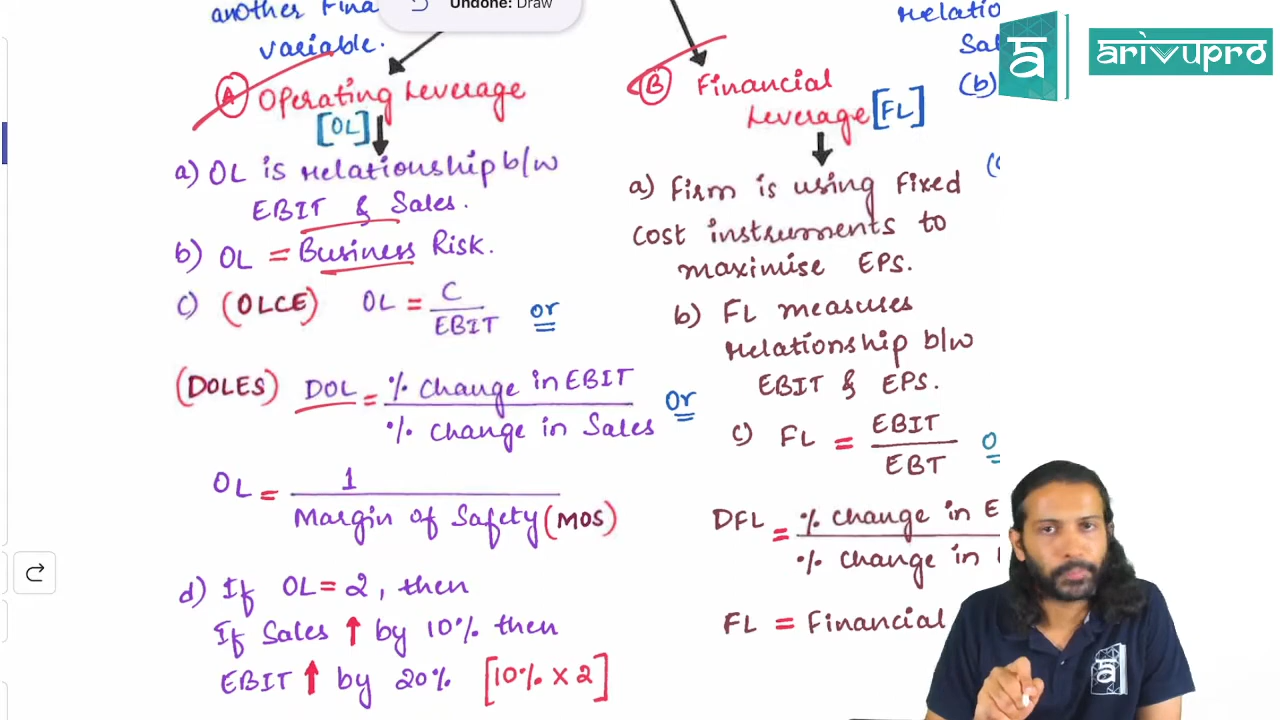 another Fina
variable.
Undone: Draw
Relatio
Sal
(b)
ā
arivupro
A Operating Leverage
[OL]
a) OL is relationship b/w
EBIT & Sales.
b) OL = Business Risk.
c) (OLCE) OL = C / EBIT or
(DOLES) DOL = % Change in EBIT / % Change in Sales or
OL = 1 / Margin of Safety (MOS)
d) If OL = 2, then
If Sales ↑ by 10% then
EBIT ↑ by 20% [10% x 2]
B Financial
Leverage [FL]
a) Firm is using Fixed
cost instruments to
maximise EPS.
b) FL measures
Relationship b/w
EBIT & EPS.
c) FL = EBIT / EBT
DFL = % change in E / % change in
FL = Financial